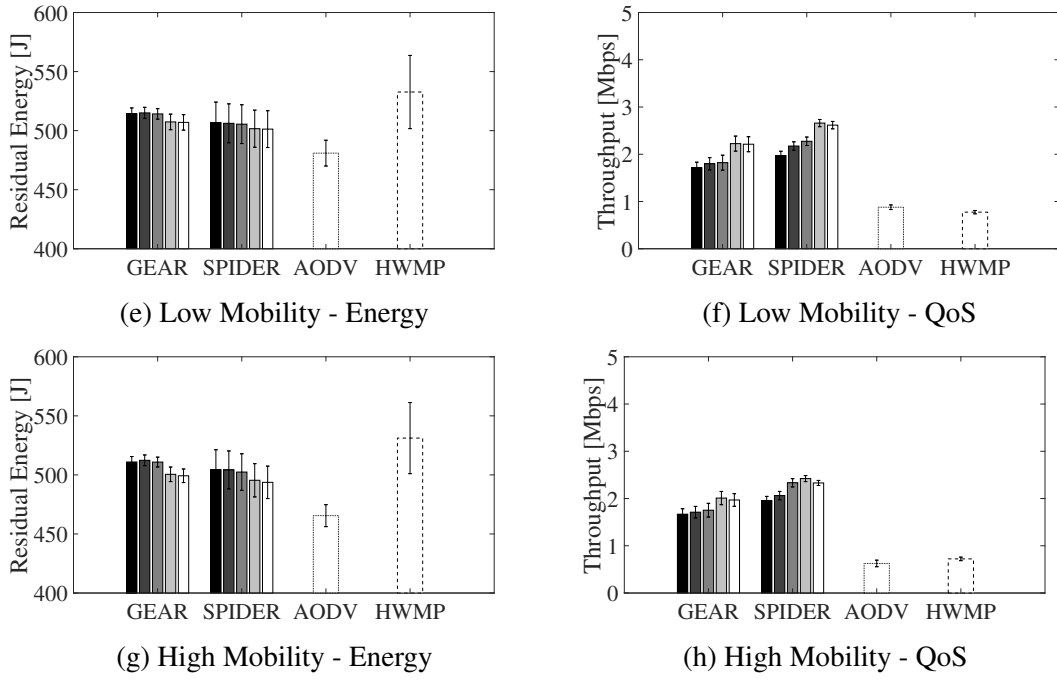 600
550
500
450
400
Residual Energy [J]
GEAR SPIDER AODV HWMP
(e) Low Mobility - Energy
5
4
3
2
1
0
Throughput [Mbps]
GEAR SPIDER AODV HWMP
(f) Low Mobility - QoS
600
550
500
450
400
Residual Energy [J]
GEAR SPIDER AODV HWMP
(g) High Mobility - Energy
5
4
3
2
1
0
Throughput [Mbps]
GEAR SPIDER AODV HWMP
(h) High Mobility - QoS